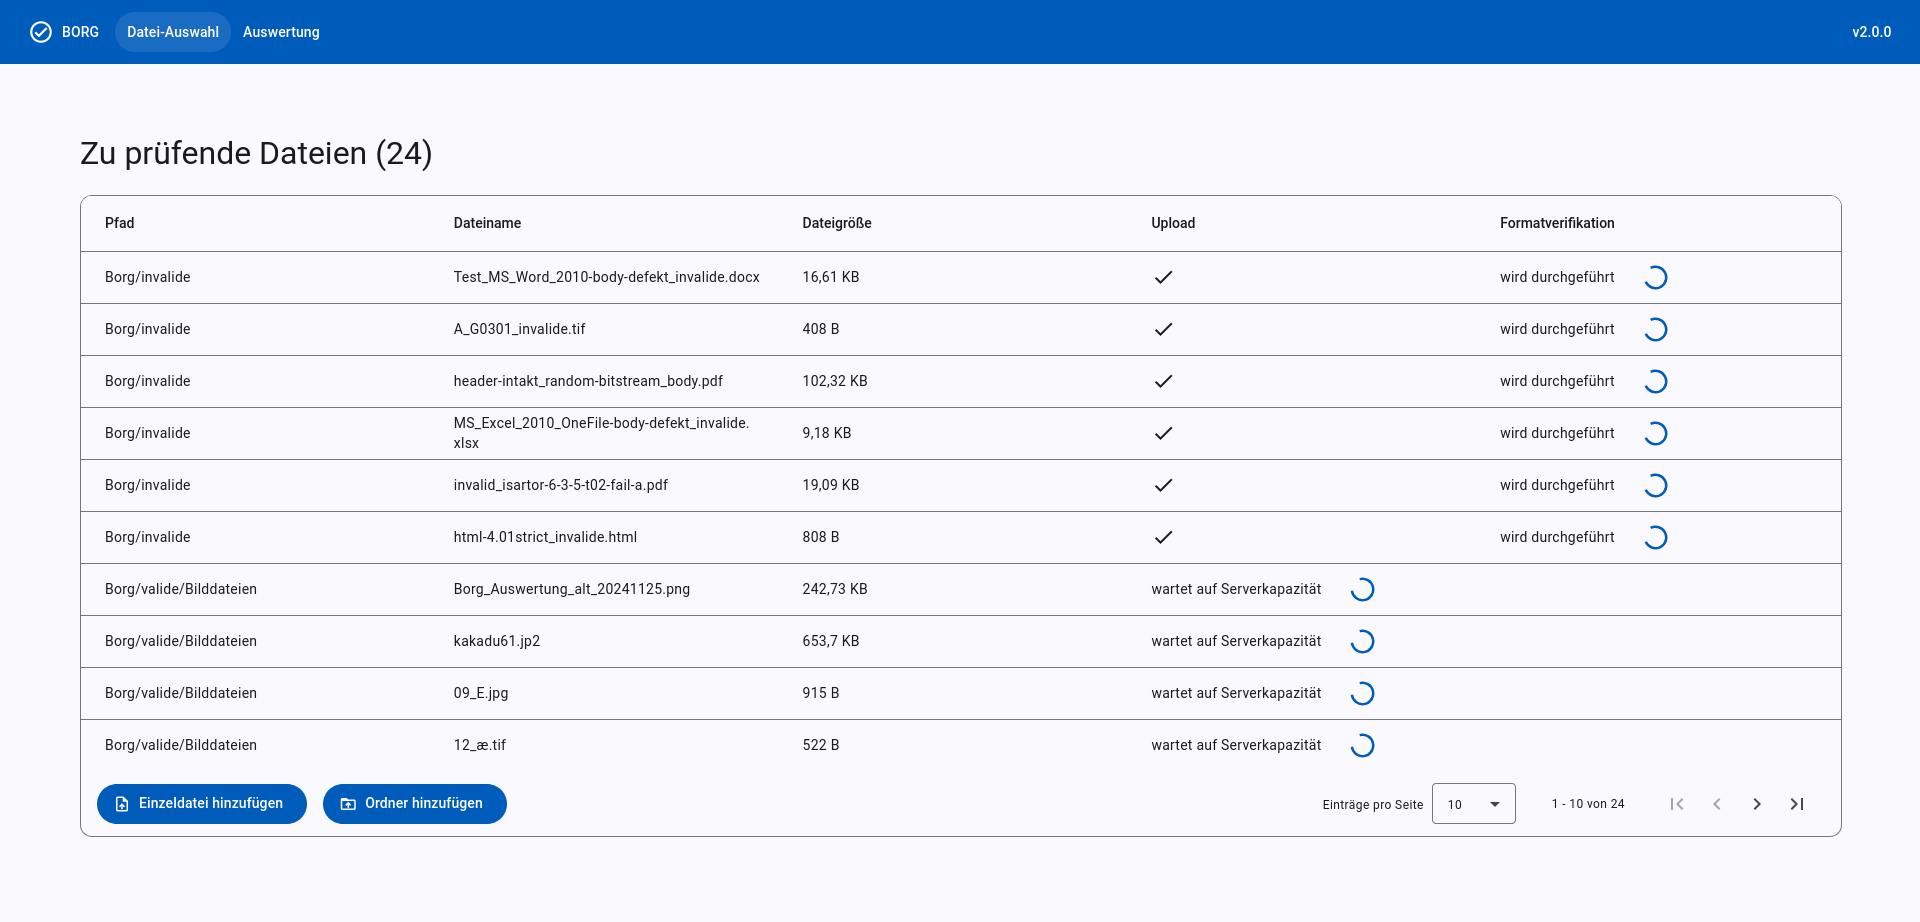 BORG Datei-Auswahl Auswertung v2.0.0
Zu prüfende Dateien (24)
Pfad Dateiname Dateigröße Upload Formatverifikation
Borg/invalide Test_MS_Word_2010-body-defekt_invalide.docx 16,61 KB wird durchgeführt
Borg/invalide A_G0301_invalide.tif 408 B wird durchgeführt
Borg/invalide header-intakt_random-bitstream_body.pdf 102,32 KB wird durchgeführt
Borg/invalide MS_Excel_2010_OneFile-body-defekt_invalide.
xlsx 9,18 KB wird durchgeführt
Borg/invalide invalid_isartor-6-3-5-t02-fail-a.pdf 19,09 KB wird durchgeführt
Borg/invalide html-4.01strict_invalide.html 808 B wird durchgeführt
Borg/valide/Bilddateien Borg_Auswertung_alt_20241125.png 242,73 KB wartet auf Serverkapazität
Borg/valide/Bilddateien kakadu61.jp2 653,7 KB wartet auf Serverkapazität
Borg/valide/Bilddateien 09_E.jpg 915 B wartet auf Serverkapazität
Borg/valide/Bilddateien 12_æ.tif 522 B wartet auf Serverkapazität
Einzeldatei hinzufügen Ordner hinzufügen Einträge pro Seite 10 1 - 10 von 24